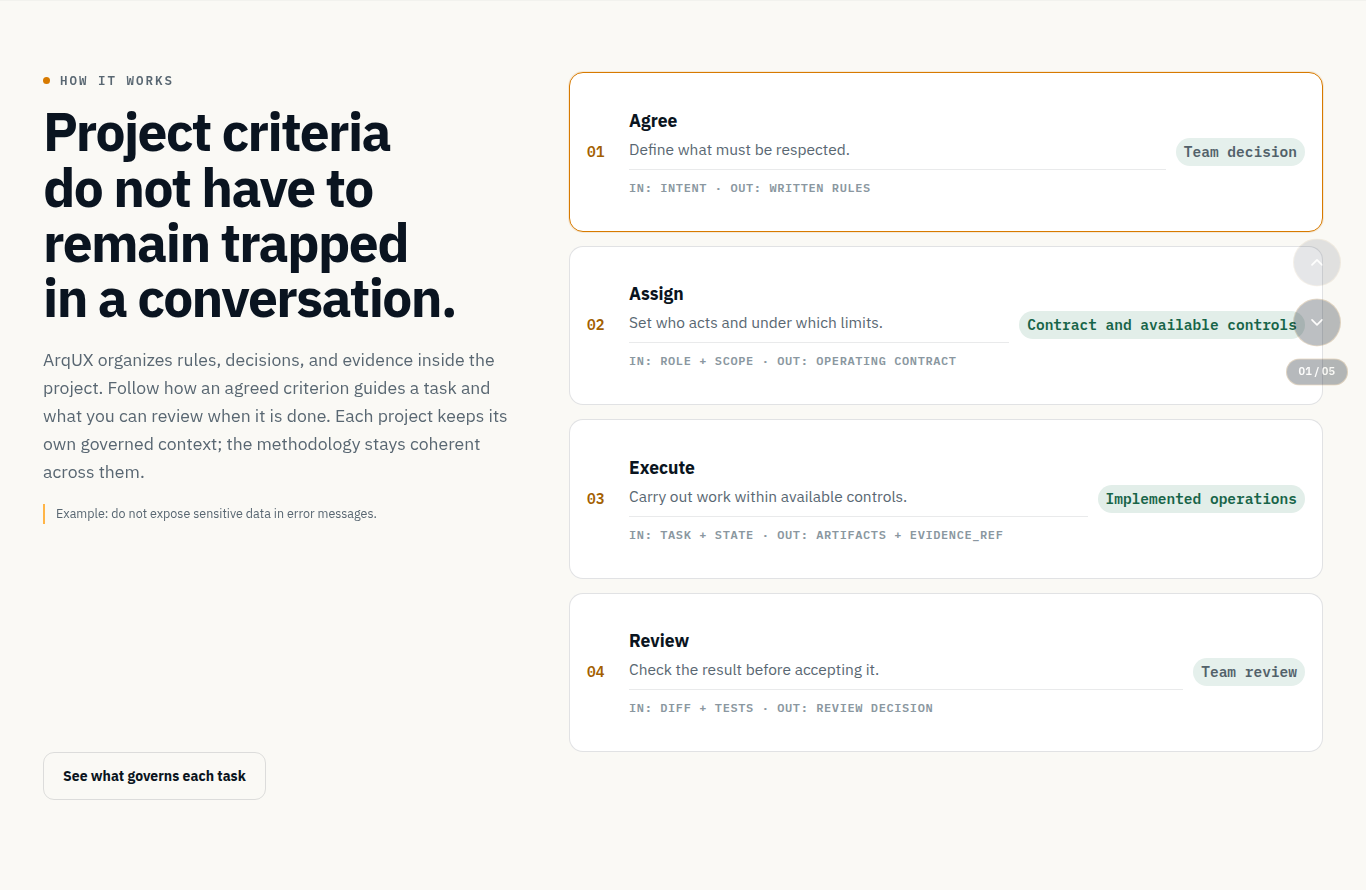 HOW IT WORKS
Project criteria
do not have to
remain trapped
in a conversation.
ArqUX organizes rules, decisions, and evidence inside the
project. Follow how an agreed criterion guides a task and
what you can review when it is done. Each project keeps its
own governed context; the methodology stays coherent
across them.
Example: do not expose sensitive data in error messages.
See what governs each task
01
Agree
Define what must be respected.
IN: INTENT · OUT: WRITTEN RULES
Team decision
02
Assign
Set who acts and under which limits.
IN: ROLE + SCOPE · OUT: OPERATING CONTRACT
Contract and available controls
03
Execute
Carry out work within available controls.
IN: TASK + STATE · OUT: ARTIFACTS + EVIDENCE_REF
Implemented operations
04
Review
Check the result before accepting it.
IN: DIFF + TESTS · OUT: REVIEW DECISION
Team review
01 / 05